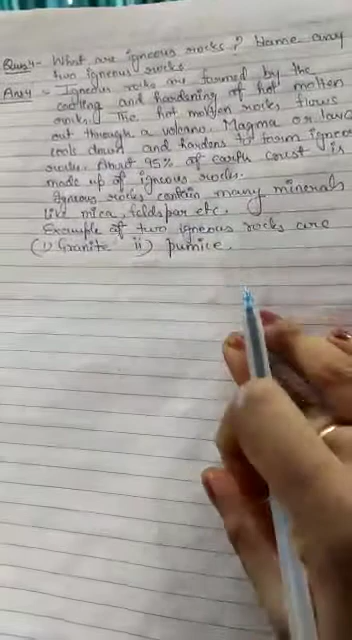 Ques4- What are igneous rocks? Name any
two igneous rocks.
Ans4 - Igneous rocks are formed by the
cooling and hardening of hot molten
rocks. The hot molten rocks flows
out through a volcano. Magma or lava
cools down and hardens to form igneous
rocks. About 95% of earth crust is
made up of igneous rocks.
Igneous rocks contain many minerals
like mica, feldspar etc.
Example of two igneous rocks are
(i) Granite ii) pumice.